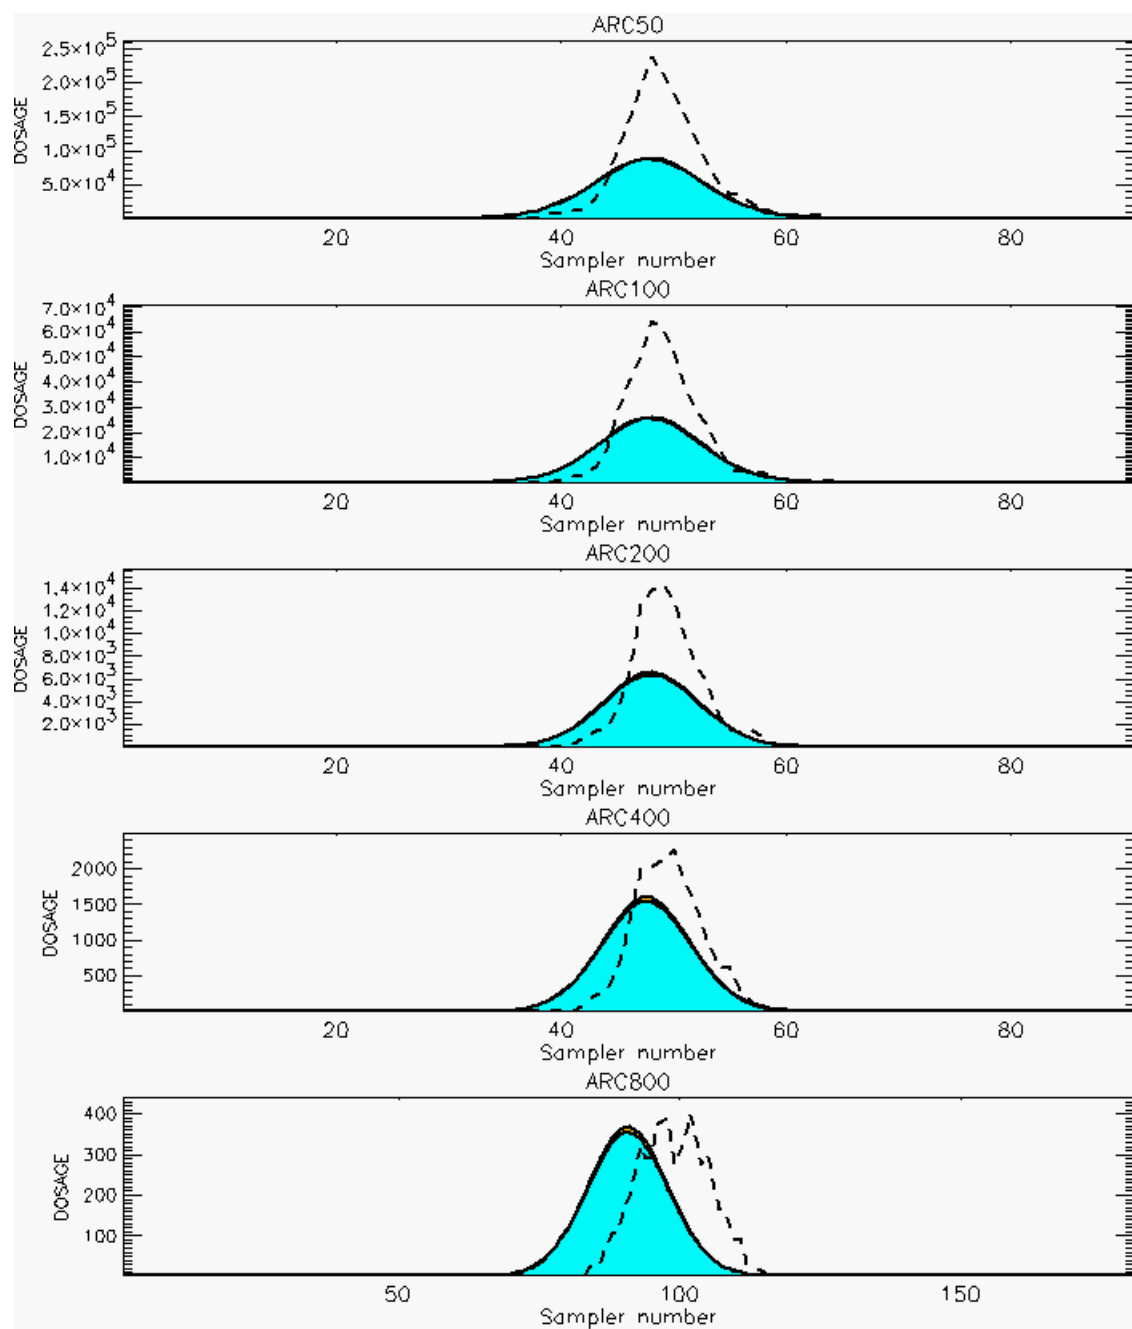 ARC50
2.5×10^5
2.0×10^5
1.5×10^5
1.0×10^5
5.0×10^4
DOSAGE
20 40 60 80
Sampler number
ARC100
7.0×10^4
6.0×10^4
5.0×10^4
4.0×10^4
3.0×10^4
2.0×10^4
1.0×10^4
DOSAGE
20 40 60 80
Sampler number
ARC200
1.4×10^4
1.2×10^4
1.0×10^4
8.0×10^3
6.0×10^3
4.0×10^3
2.0×10^3
DOSAGE
20 40 60 80
Sampler number
ARC400
2000
1500
1000
500
DOSAGE
20 40 60 80
Sampler number
ARC800
400
300
200
100
DOSAGE
50 100 150
Sampler number